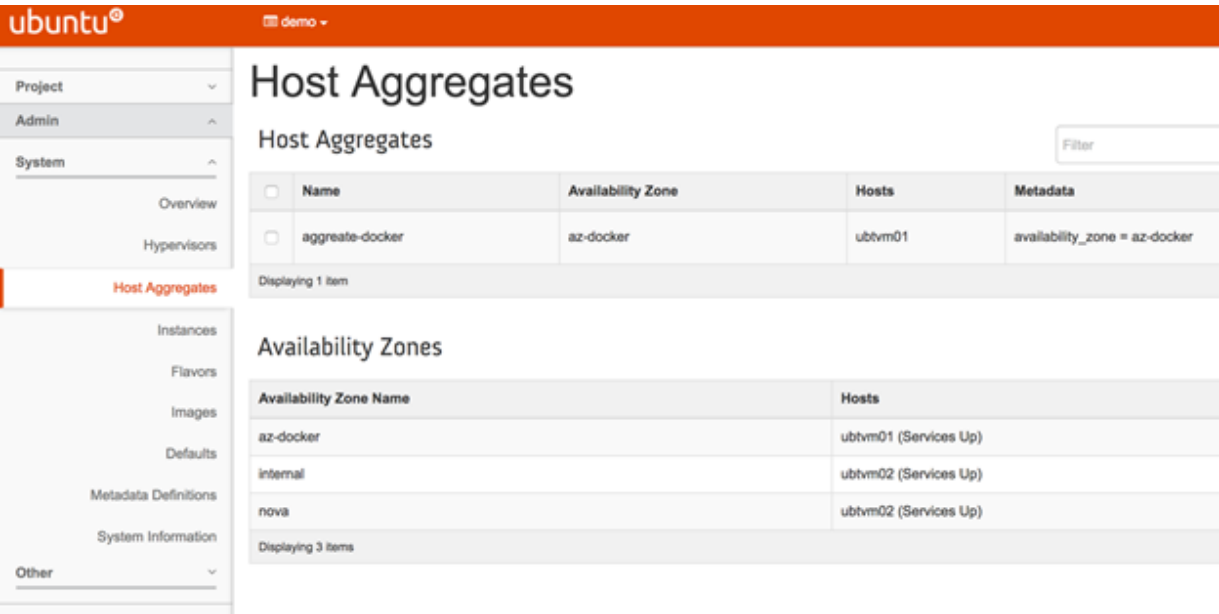 ubuntu®
demo
Project
Admin
System
Overview
Hypervisors
Host Aggregates
Instances
Flavors
Images
Defaults
Metadata Definitions
System Information
Other
Host Aggregates
Host Aggregates
Filter
Name Availability Zone Hosts Metadata
aggreate-docker az-docker ubtvm01 availability_zone = az-docker
Displaying 1 item
Availability Zones
Availability Zone Name Hosts
az-docker ubtvm01 (Services Up)
internal ubtvm02 (Services Up)
nova ubtvm02 (Services Up)
Displaying 3 items